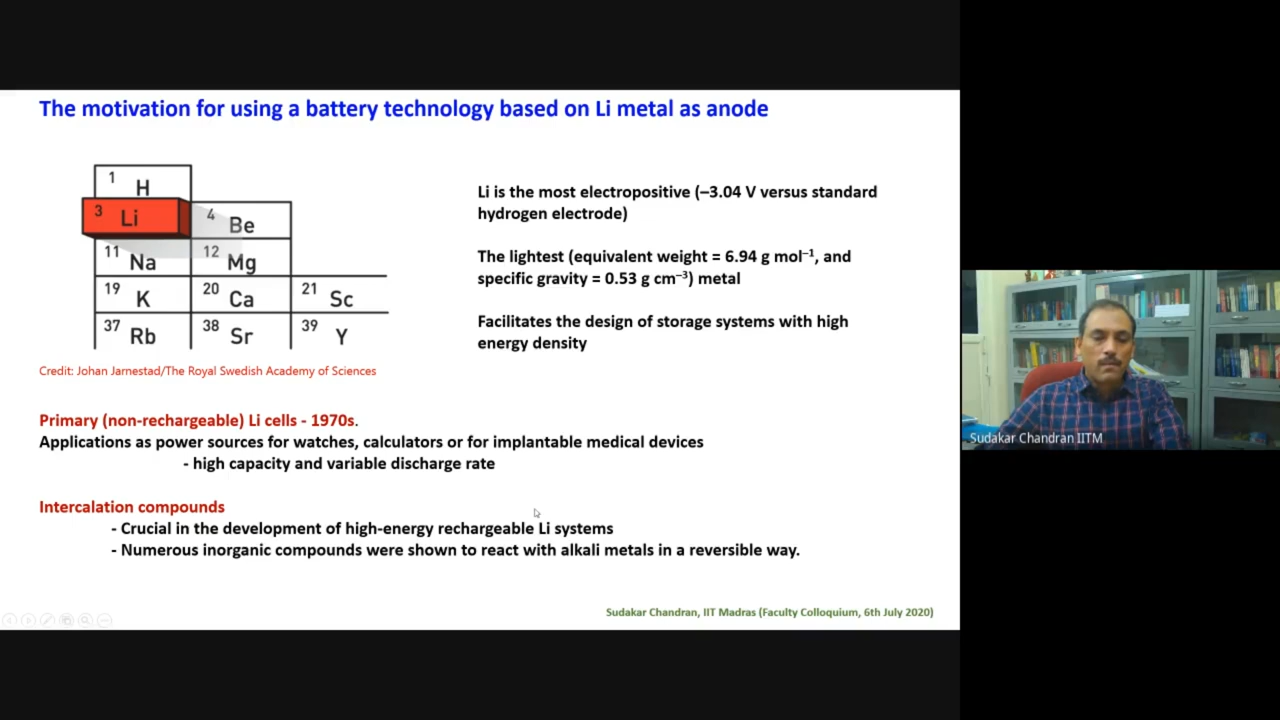 The motivation for using a battery technology based on Li metal as anode
1 H
3 Li
4 Be
11 Na
12 Mg
19 K
20 Ca
21 Sc
37 Rb
38 Sr
39 Y
Credit: Johan Jarnestad/The Royal Swedish Academy of Sciences
Li is the most electropositive (–3.04 V versus standard
hydrogen electrode)
The lightest (equivalent weight = 6.94 g mol⁻¹, and
specific gravity = 0.53 g cm⁻³) metal
Facilitates the design of storage systems with high
energy density
Primary (non-rechargeable) Li cells - 1970s.
Applications as power sources for watches, calculators or for implantable medical devices
- high capacity and variable discharge rate
Intercalation compounds
- Crucial in the development of high-energy rechargeable Li systems
- Numerous inorganic compounds were shown to react with alkali metals in a reversible way.
Sudakar Chandran, IIT Madras (Faculty Colloquium, 6th July 2020)
Sudakar Chandran IITM